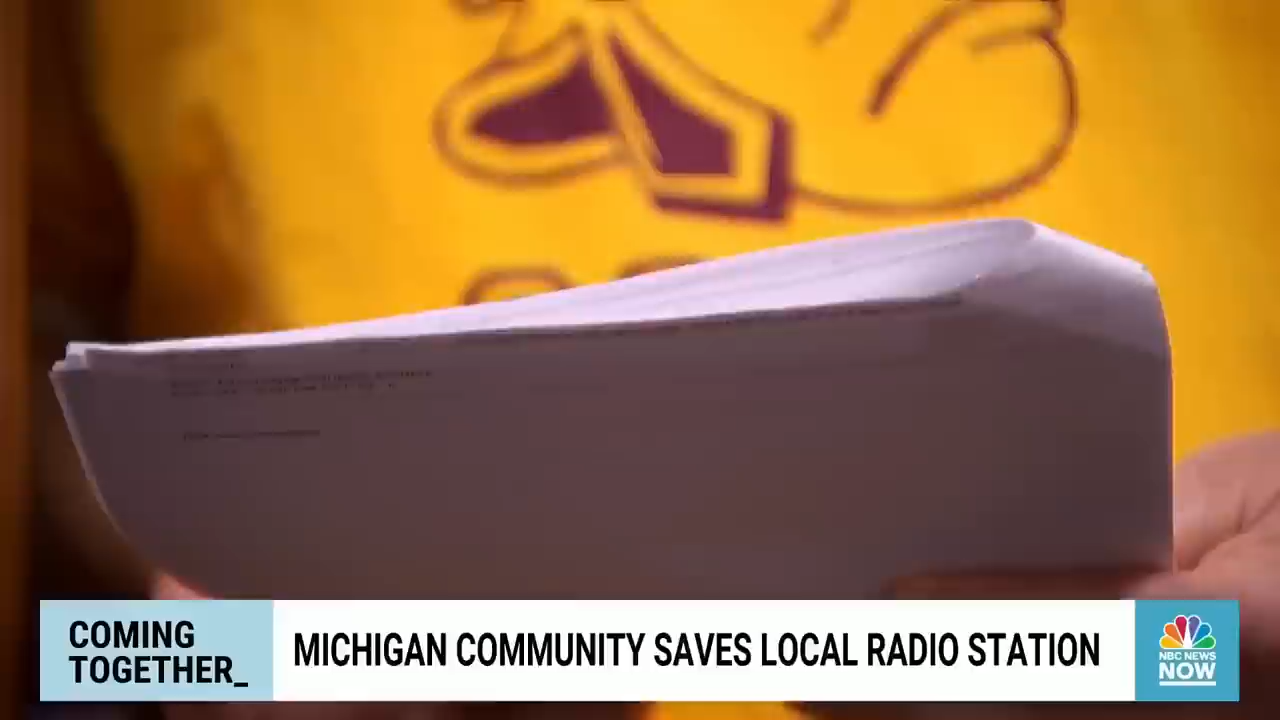 COMING
TOGETHER_
MICHIGAN COMMUNITY SAVES LOCAL RADIO STATION
NBC NEWS
NOW